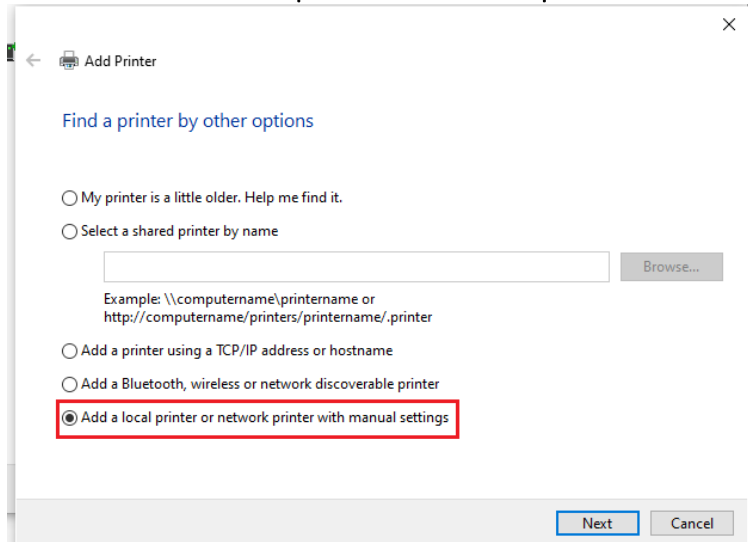 Add Printer
Find a printer by other options
My printer is a little older. Help me find it.
Select a shared printer by name
Browse...
Example: \\computername\printername or
http://computername/printers/printername/.printer
Add a printer using a TCP/IP address or hostname
Add a Bluetooth, wireless or network discoverable printer
Add a local printer or network printer with manual settings
Next Cancel